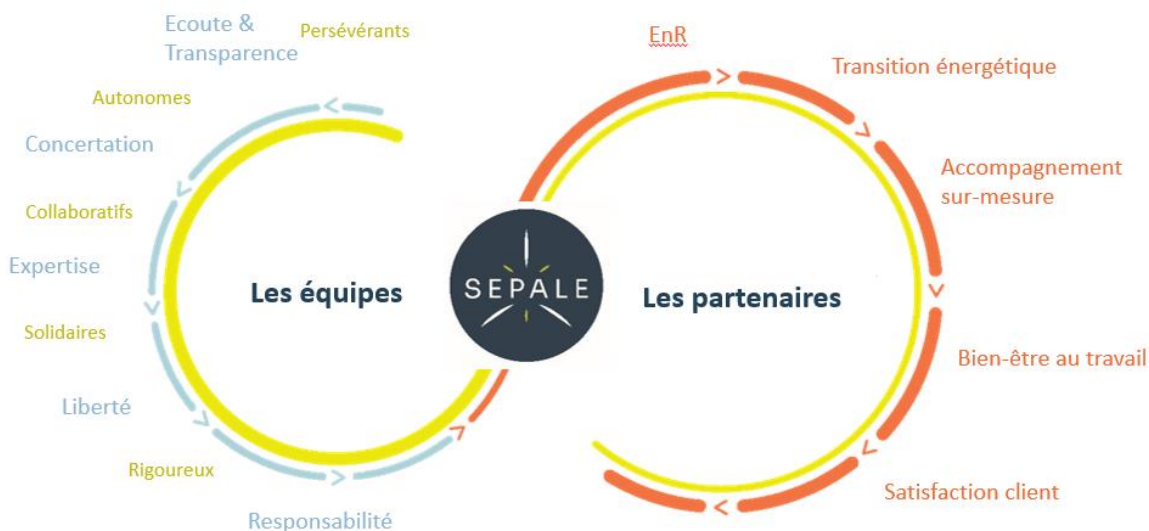 Ecoute &
Transparence
Persévérants
Autonomes
Concertation
Collaboratifs
Expertise
Solidaires
Liberté
Rigoureux
Responsabilité
Les équipes
SEPALE
Les partenaires
EnR
Transition énergétique
Accompagnement
sur-mesure
Bien-être au travail
Satisfaction client